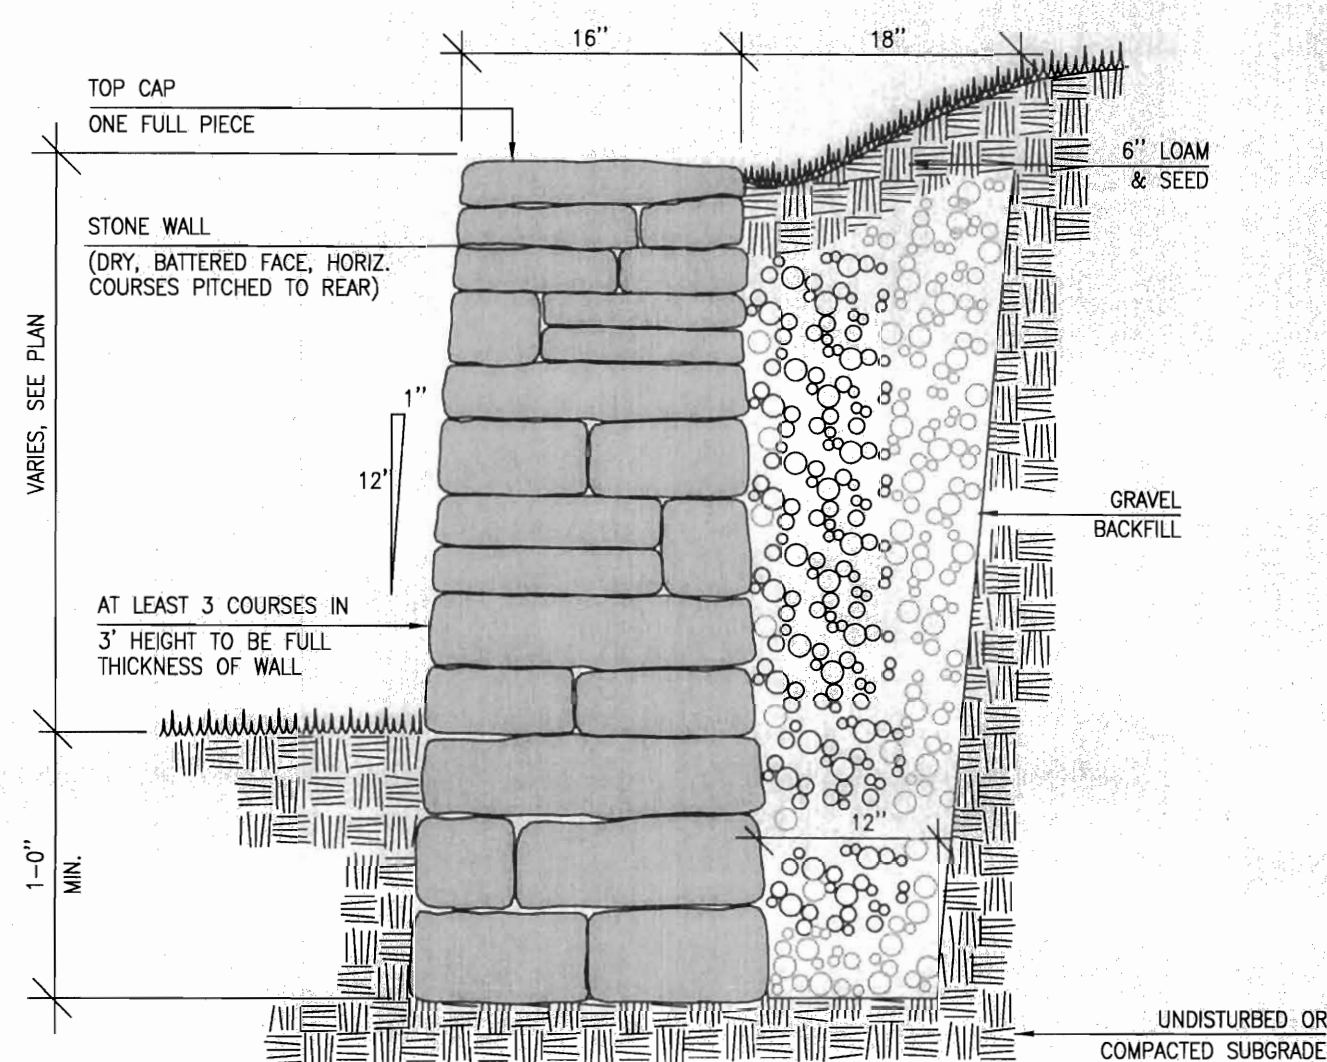 16"
18"
TOP CAP
ONE FULL PIECE
6" LOAM
& SEED
STONE WALL
(DRY, BATTERED FACE, HORIZ.
COURSES PITCHED TO REAR)
VARIES, SEE PLAN
1"
12'
GRAVEL
BACKFILL
AT LEAST 3 COURSES IN
3' HEIGHT TO BE FULL
THICKNESS OF WALL
12"
1-0"
MIN.
UNDISTURBED OR
COMPACTED SUBGRADE